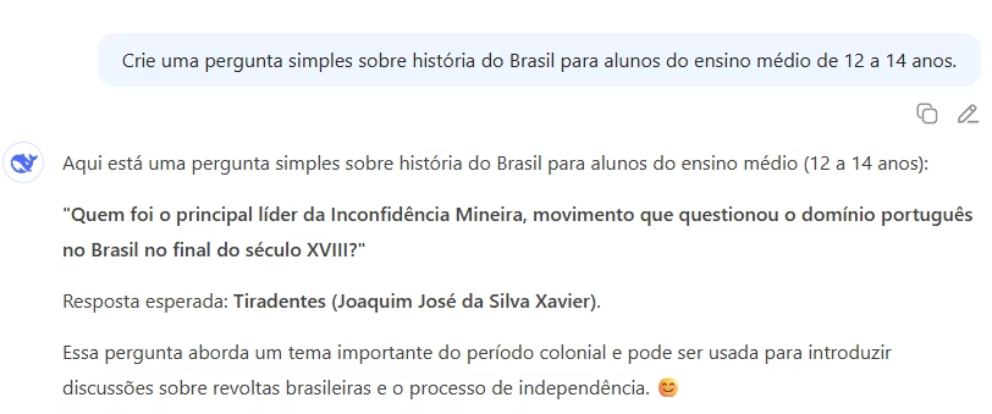 Crie uma pergunta simples sobre história do Brasil para alunos do ensino médio de 12 a 14 anos.
Aqui está uma pergunta simples sobre história do Brasil para alunos do ensino médio (12 a 14 anos):
"Quem foi o principal líder da Inconfidência Mineira, movimento que questionou o domínio português
no Brasil no final do século XVIII?"
Resposta esperada: Tiradentes (Joaquim José da Silva Xavier).
Essa pergunta aborda um tema importante do período colonial e pode ser usada para introduzir
discussões sobre revoltas brasileiras e o processo de independência. 😊